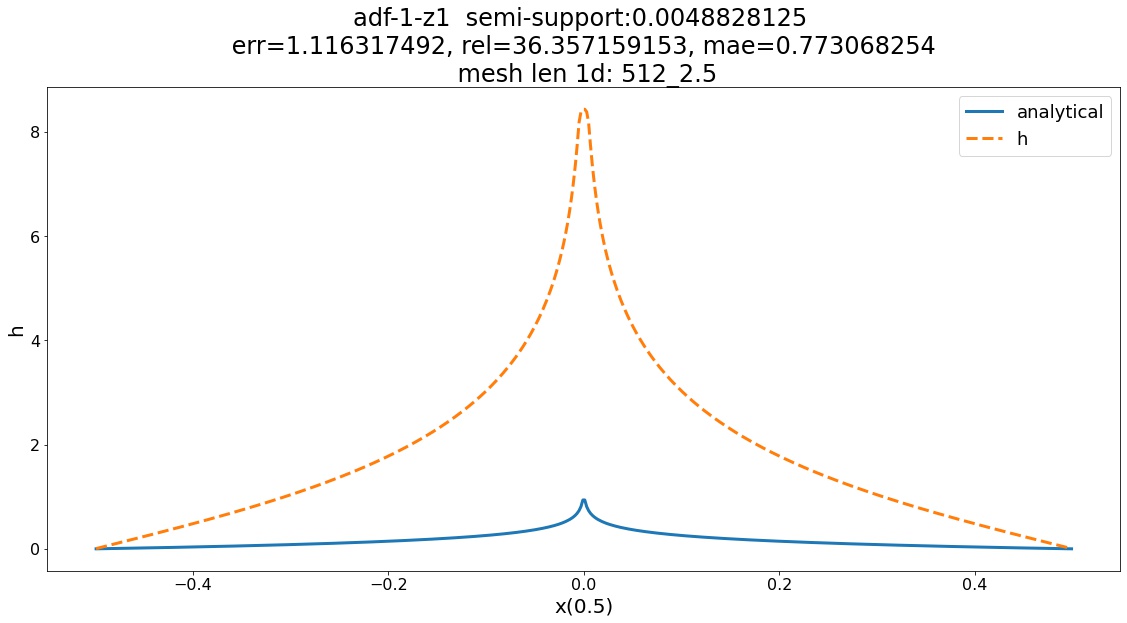 adf-1-z1  semi-support:0.0048828125
err=1.116317492, rel=36.357159153, mae=0.773068254
mesh len 1d: 512_2.5
analytical
h
8
6
4
2
0
h
−0.4
−0.2
0.0
0.2
0.4
x(0.5)